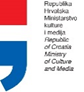 Republika
Hrvatska
Ministarstvo
kulture
i medija
Republic
of Croatia
Ministry
of Culture
and Media